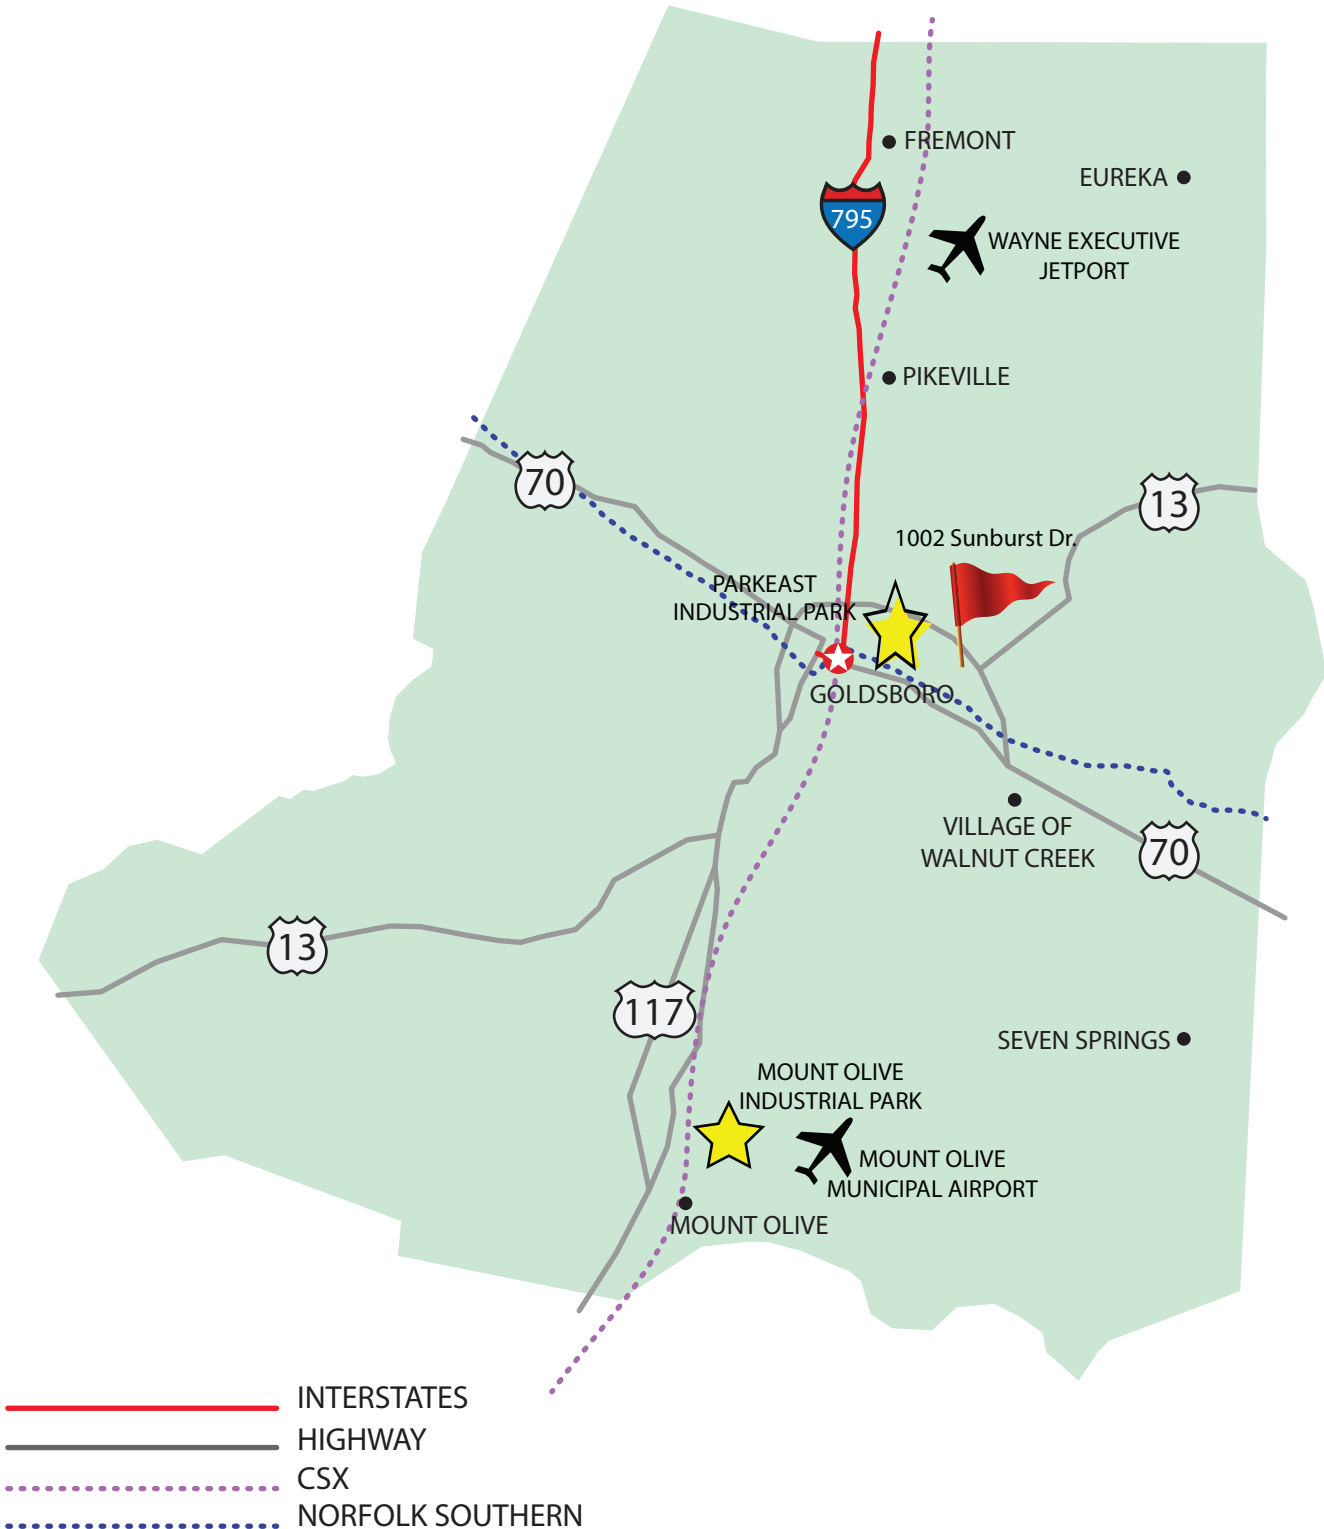 FREMONT
EUREKA
795
WAYNE EXECUTIVE
JETPORT
PIKEVILLE
70
13
1002 Sunburst Dr.
PARKEAST
INDUSTRIAL PARK
GOLDSBORO
VILLAGE OF
WALNUT CREEK
70
13
117
SEVEN SPRINGS
MOUNT OLIVE
INDUSTRIAL PARK
MOUNT OLIVE
MUNICIPAL AIRPORT
MOUNT OLIVE
INTERSTATES
HIGHWAY
CSX
NORFOLK SOUTHERN